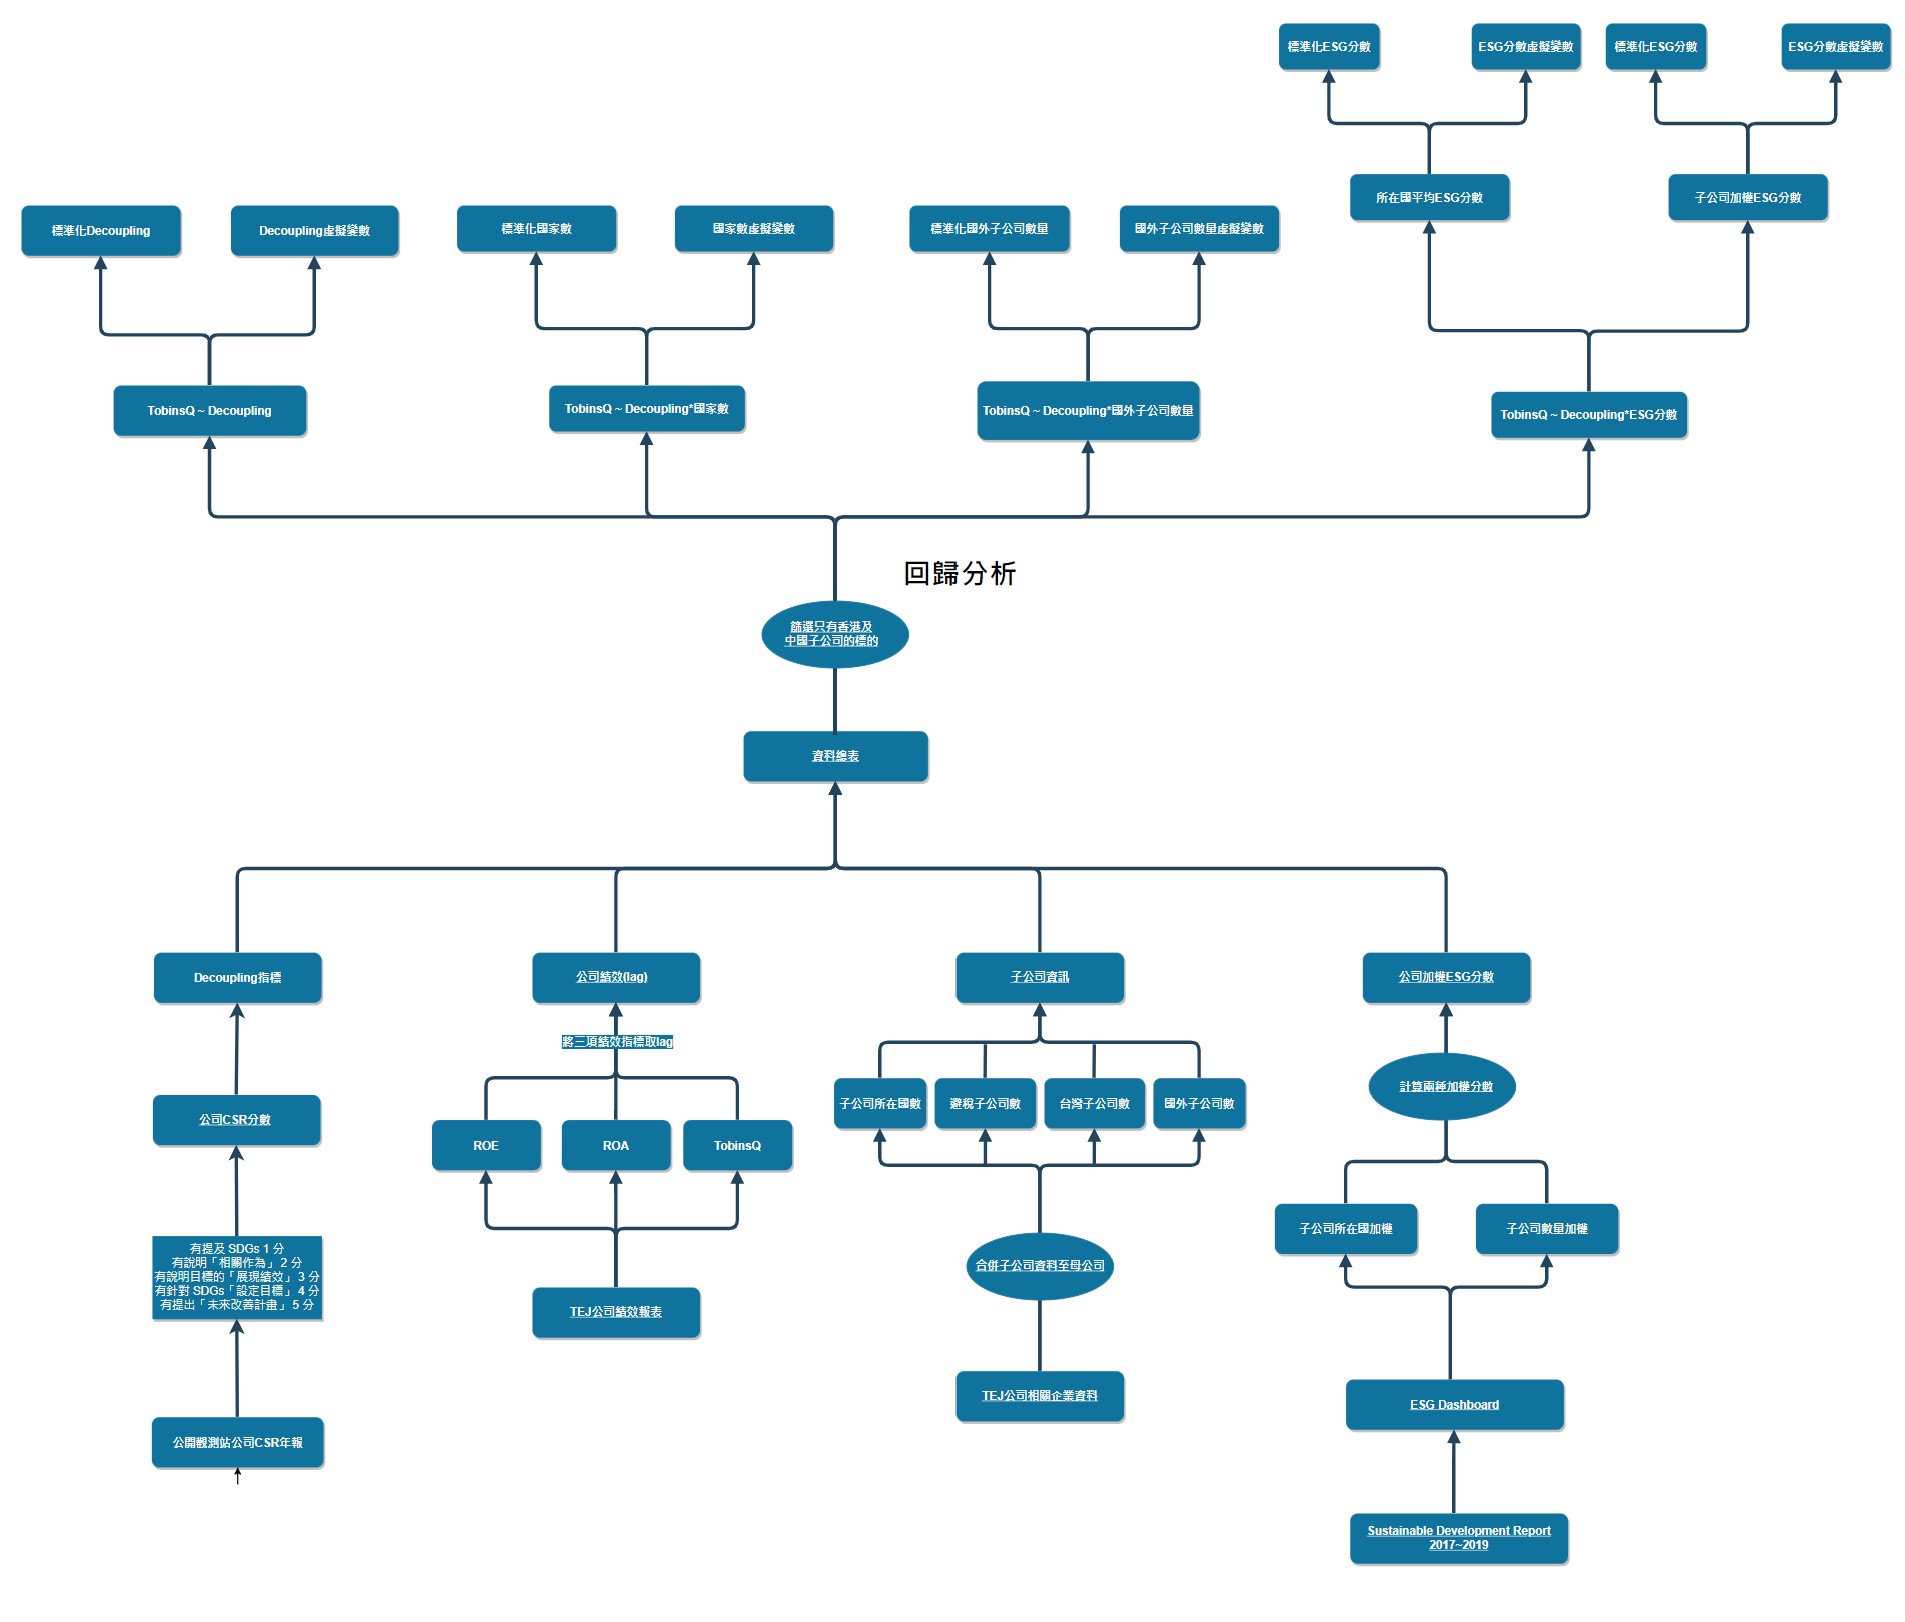 標準化ESG分數
ESG分數虛擬變數
標準化ESG分數
ESG分數虛擬變數
所在國平均ESG分數
子公司加權ESG分數
標準化Decoupling
Decoupling虛擬變數
標準化國家數
國家數虛擬變數
標準化國外子公司數量
國外子公司數量虛擬變數
TobinsQ ~ Decoupling
TobinsQ ~ Decoupling*國家數
TobinsQ ~ Decoupling*國外子公司數量
TobinsQ ~ Decoupling*ESG分數
回歸分析
篩選只有香港及
中國子公司的標的
資料總表
Decoupling指標
公司績效(lag)
子公司資訊
公司加權ESG分數
將三項績效指標取lag
計算兩種加權分數
公司CSR分數
ROE
ROA
TobinsQ
子公司所在國數
避稅子公司數
台灣子公司數
國外子公司數
子公司所在國加權
子公司數量加權
有提及 SDGs 1 分
有說明「相關作為」 2 分
有說明目標的「展現績效」 3 分
有針對 SDGs「設定目標」 4 分
有提出「未來改善計畫」 5 分
合併子公司資料至母公司
TEJ公司績效報表
TEJ公司相關企業資料
ESG Dashboard
公開觀測站公司CSR年報
Sustainable Development Report
2017~2019